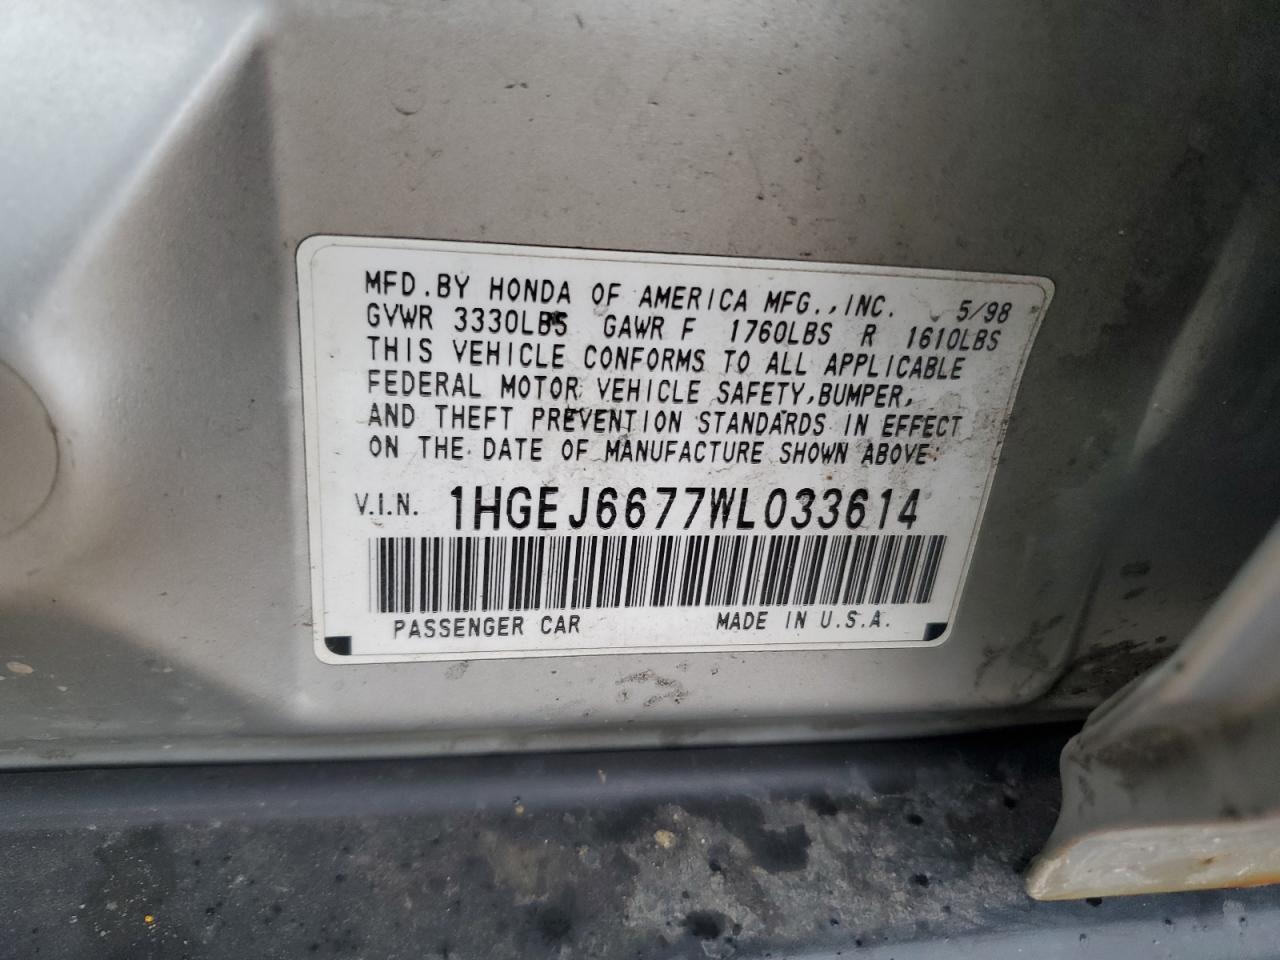 MFD.BY HONDA OF AMERICA MFG.,INC. 5/98
GVWR 3330LBS GAWR F 1760LBS R 1610LBS
THIS VEHICLE CONFORMS TO ALL APPLICABLE
FEDERAL MOTOR VEHICLE SAFETY,BUMPER,
AND THEFT PREVENTION STANDARDS IN EFFECT
ON THE DATE OF MANUFACTURE SHOWN ABOVE.
V.I.N. 1HGEJ6677WL033614
PASSENGER CAR MADE IN U.S.A.